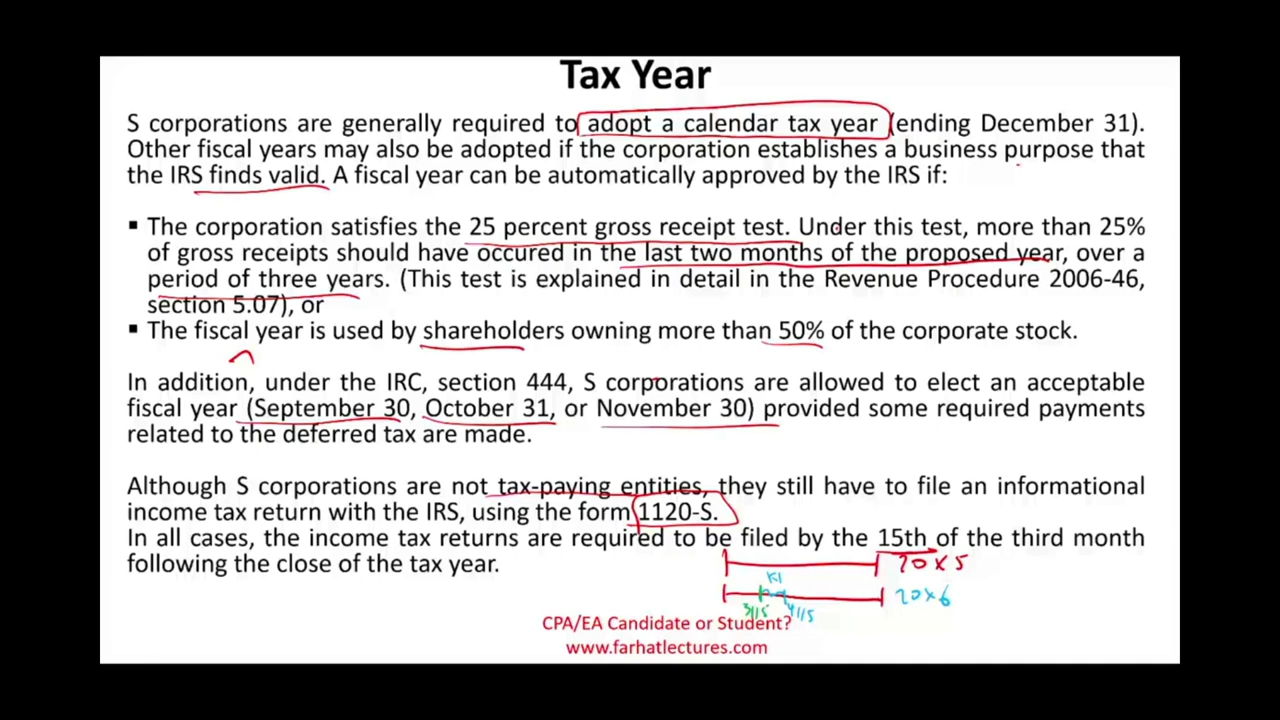 Tax Year
S corporations are generally required to adopt a calendar tax year (ending December 31).
Other fiscal years may also be adopted if the corporation establishes a business purpose that
the IRS finds valid. A fiscal year can be automatically approved by the IRS if:
▪ The corporation satisfies the 25 percent gross receipt test. Under this test, more than 25%
of gross receipts should have occured in the last two months of the proposed year, over a
period of three years. (This test is explained in detail in the Revenue Procedure 2006-46,
section 5.07), or
▪ The fiscal year is used by shareholders owning more than 50% of the corporate stock.
In addition, under the IRC, section 444, S corporations are allowed to elect an acceptable
fiscal year (September 30, October 31, or November 30) provided some required payments
related to the deferred tax are made.
Although S corporations are not tax-paying entities, they still have to file an informational
income tax return with the IRS, using the form 1120-S.
In all cases, the income tax returns are required to be filed by the 15th of the third month
following the close of the tax year.
20x5
K1
20x6
3/15 4/15
CPA/EA Candidate or Student?
www.farhatlectures.com